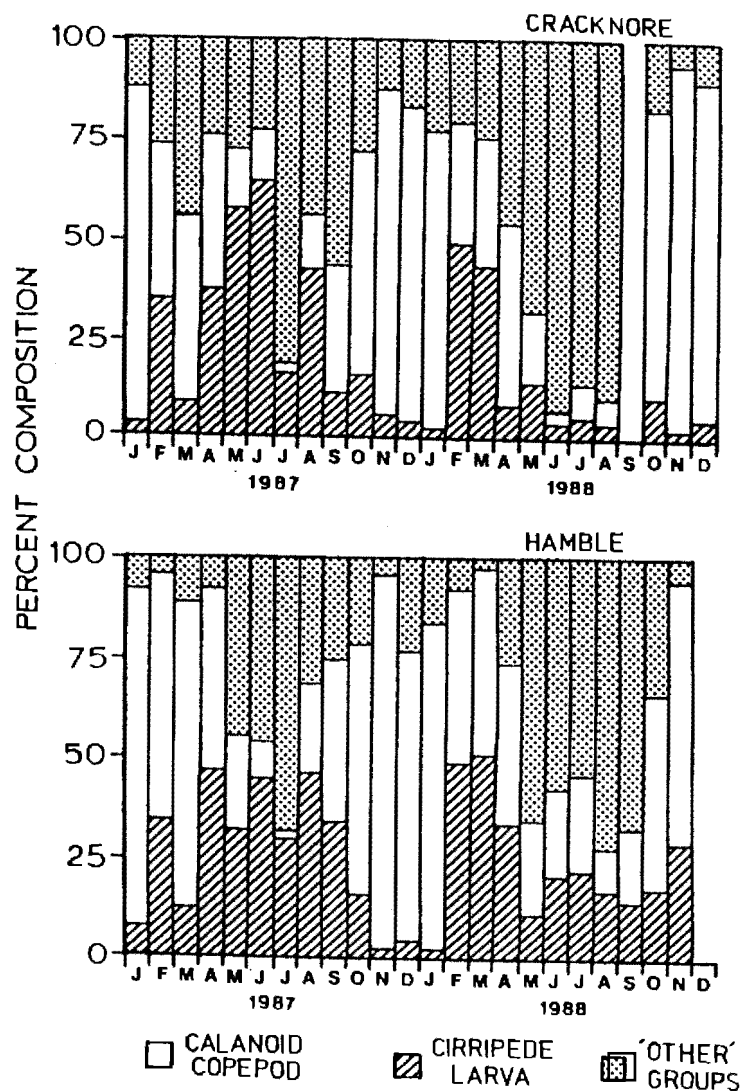 CRACKNORE
PERCENT COMPOSITION
100
75
50
25
0
J F M A M J J A S O N D J F M A M J J A S O N D
1987 1988
HAMBLE
100
75
50
25
0
J F M A M J J A S O N D J F M A M J J A S O N D
1987 1988
CALANOID
COPEPOD
CIRRIPEDE
LARVA
'OTHER'
GROUPS